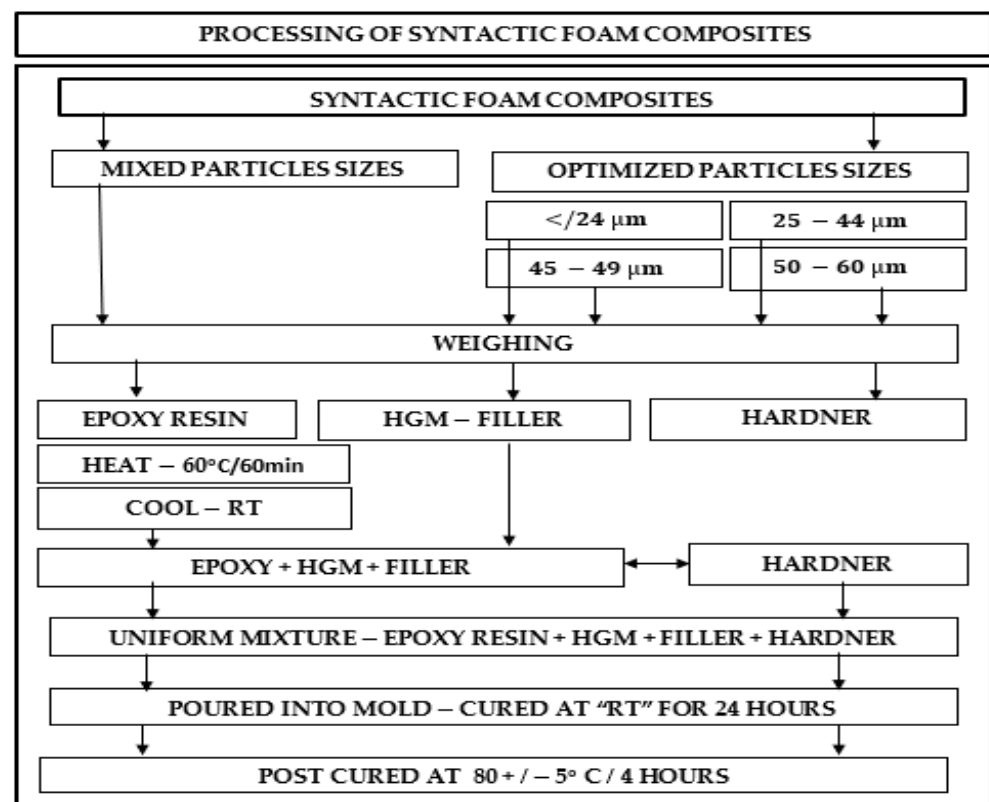 PROCESSING OF SYNTACTIC FOAM COMPOSITES
SYNTACTIC FOAM COMPOSITES
MIXED PARTICLES SIZES
OPTIMIZED PARTICLES SIZES
</24 μm
25 – 44 μm
45 – 49 μm
50 – 60 μm
WEIGHING
EPOXY RESIN
HGM – FILLER
HARDNER
HEAT – 60°C/60min
COOL – RT
EPOXY + HGM + FILLER
HARDNER
UNIFORM MIXTURE – EPOXY RESIN + HGM + FILLER + HARDNER
POURED INTO MOLD – CURED AT “RT” FOR 24 HOURS
POST CURED AT 80 + / – 5° C / 4 HOURS